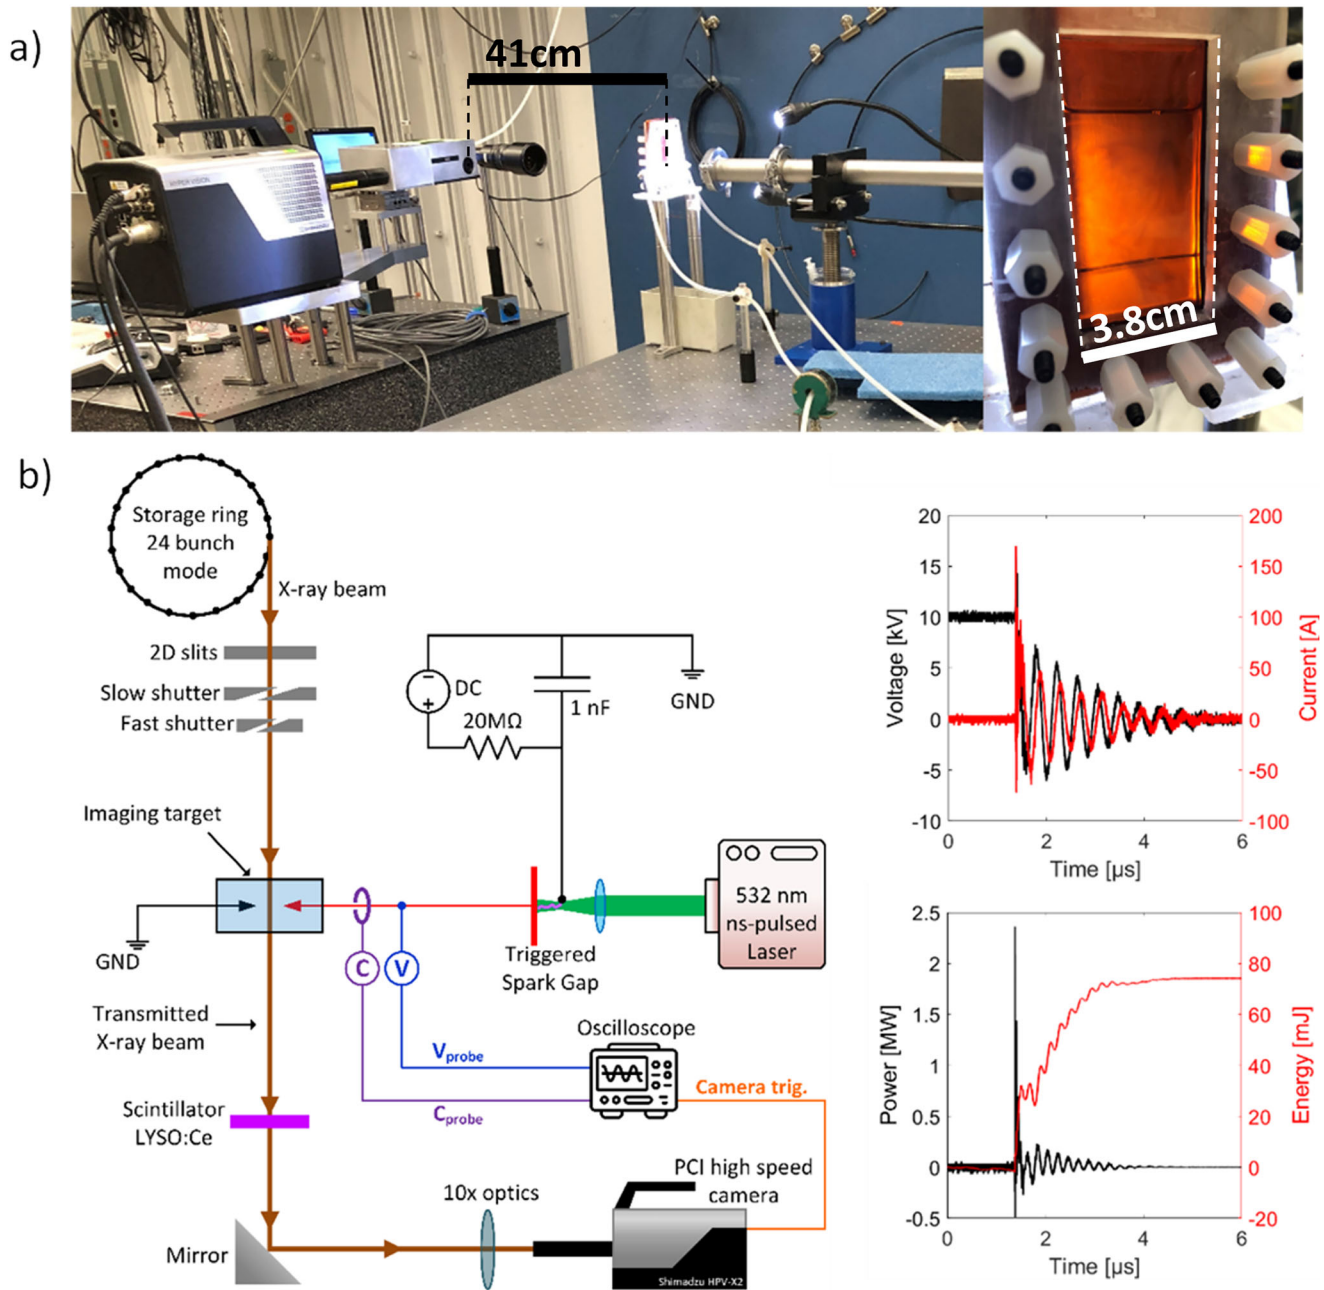 a)
41cm
HYPER VISION
3.8cm
b)
Storage ring
24 bunch
mode
X-ray beam
2D slits
Slow shutter
Fast shutter
DC
20MΩ
1 nF
GND
Imaging target
GND
C
V
Triggered
Spark Gap
532 nm
ns-pulsed
Laser
Transmitted
X-ray beam
Oscilloscope
Vprobe
Cprobe
Camera trig.
Scintillator
LYSO:Ce
PCI high speed
camera
10x optics
Mirror
Shimadzu HPV-X2
20
15
10
5
0
-5
-10
Voltage [kV]
200
150
100
50
0
-50
-100
Current [A]
0 2 4 6
Time [µs]
2.5
2
1.5
1
0.5
0
-0.5
Power [MW]
100
80
60
40
20
0
-20
Energy [mJ]
0 2 4 6
Time [µs]